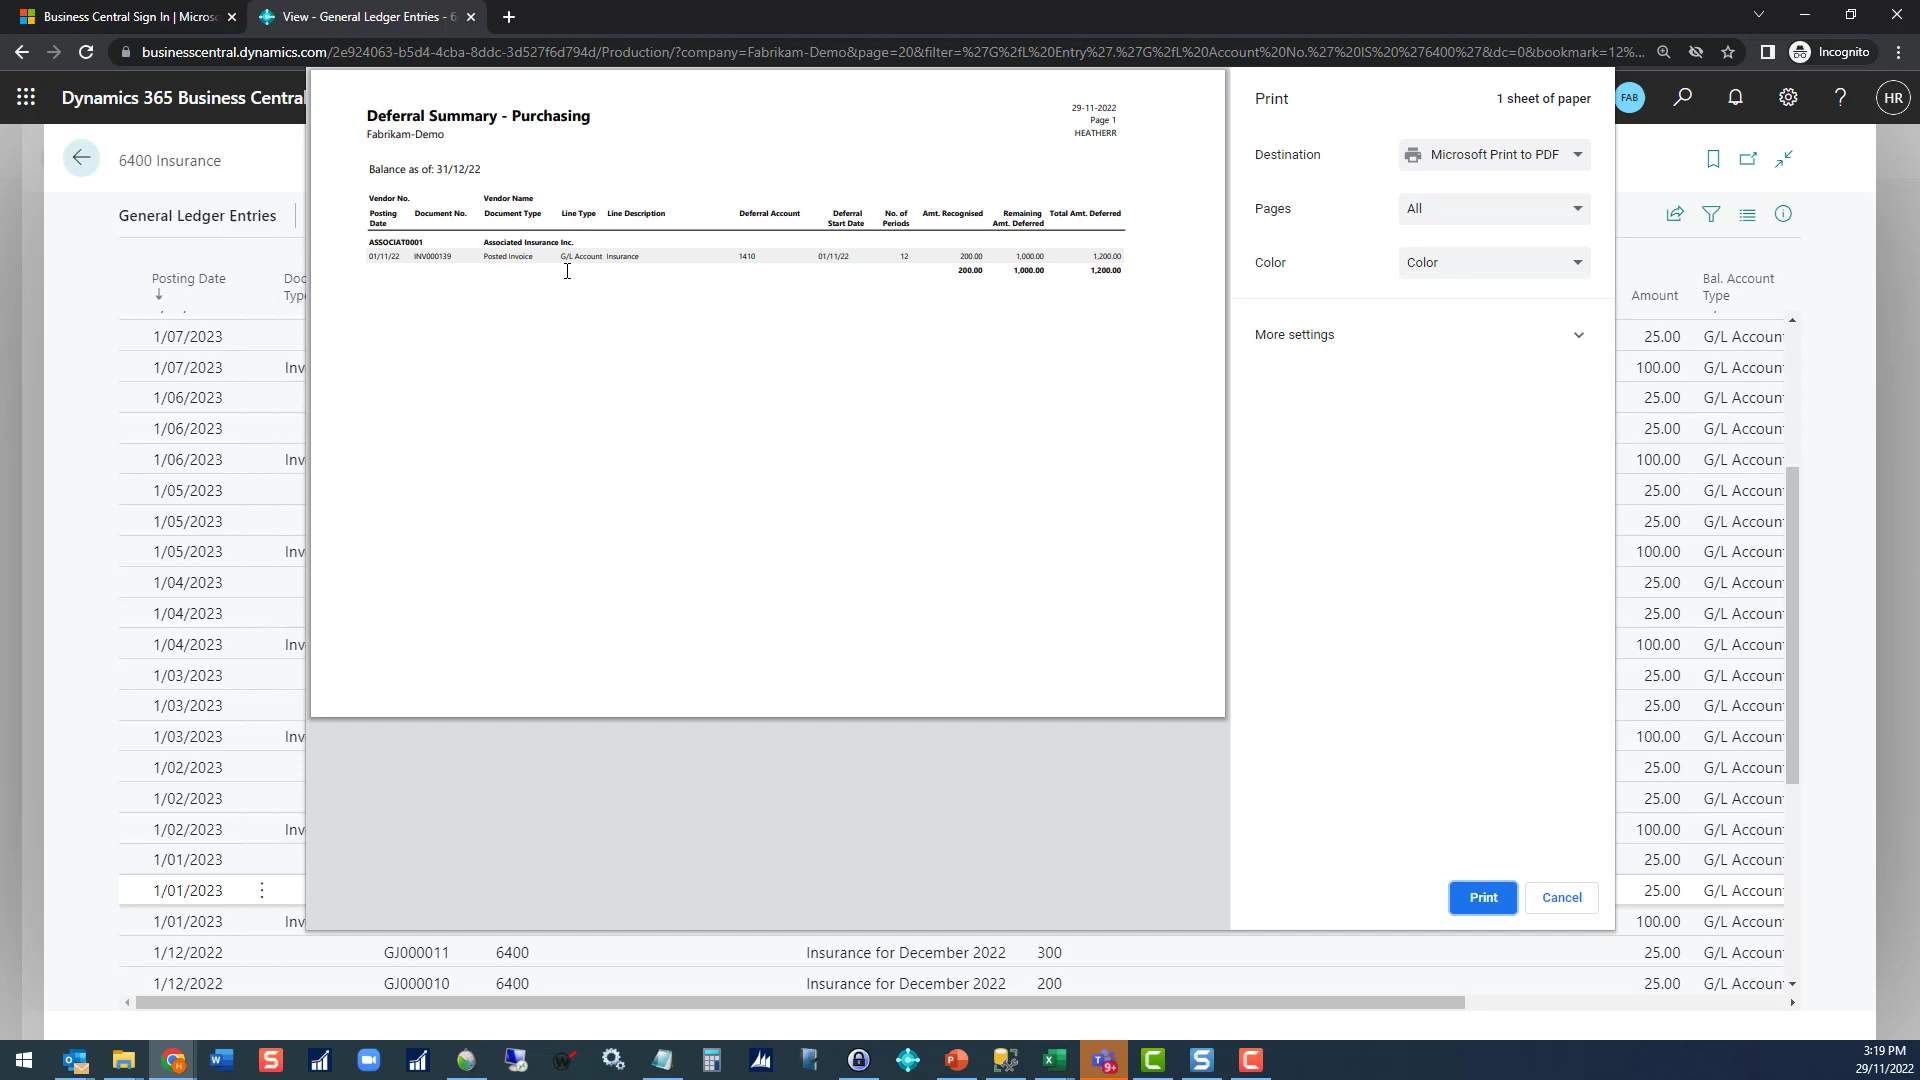 Business Central Sign In | Micros
View - General Ledger Entries - 6
businesscentral.dynamics.com/2e924063-b5d4-4cba-8ddc-3d527f6d794d/Production/?company=Fabrikam-Demo&page=20&filter=%27G%2fL%20Entry%27.%27G%2fL%20Account%20No.%27%20IS%20%276400%27&dc=0&bookmark=12%...
Incognito
Dynamics 365 Business Central
FAB
HR
6400 Insurance
General Ledger Entries
Posting Date
Doc
Typ
Amount
Bal. Account
Type
Deferral Summary - Purchasing
Fabrikam-Demo
29-11-2022
Page 1
HEATHERR
Balance as of: 31/12/22
Vendor No. Vendor Name
Posting Date Document No. Document Type Line Type Line Description Deferral Account Deferral Start Date No. of Periods Amt. Recognised Remaining Amt. Deferred Total Amt. Deferred
ASSOCIAT0001 Associated Insurance Inc.
01/11/22 INV000139 Posted Invoice G/L Account Insurance 1410 01/11/22 12 200.00 1,000.00 1,200.00
200.00 1,000.00 1,200.00
Print
1 sheet of paper
Destination Microsoft Print to PDF
Pages All
Color Color
More settings
Print Cancel
1/07/2023 25.00 G/L Accoun
1/07/2023 Inv 100.00 G/L Accoun
1/06/2023 25.00 G/L Accoun
1/06/2023 25.00 G/L Accoun
1/06/2023 Inv 100.00 G/L Accoun
1/05/2023 25.00 G/L Accoun
1/05/2023 25.00 G/L Accoun
1/05/2023 Inv 100.00 G/L Accoun
1/04/2023 25.00 G/L Accoun
1/04/2023 25.00 G/L Accoun
1/04/2023 Inv 100.00 G/L Accoun
1/03/2023 25.00 G/L Accoun
1/03/2023 25.00 G/L Accoun
1/03/2023 Inv 100.00 G/L Accoun
1/02/2023 25.00 G/L Accoun
1/02/2023 25.00 G/L Accoun
1/02/2023 Inv 100.00 G/L Accoun
1/01/2023 25.00 G/L Accoun
1/01/2023 25.00 G/L Accoun
1/01/2023 Inv 100.00 G/L Accoun
1/12/2022 GJ000011 6400 Insurance for December 2022 300 25.00 G/L Accoun
1/12/2022 GJ000010 6400 Insurance for December 2022 200 25.00 G/L Accoun
3:19 PM
29/11/2022